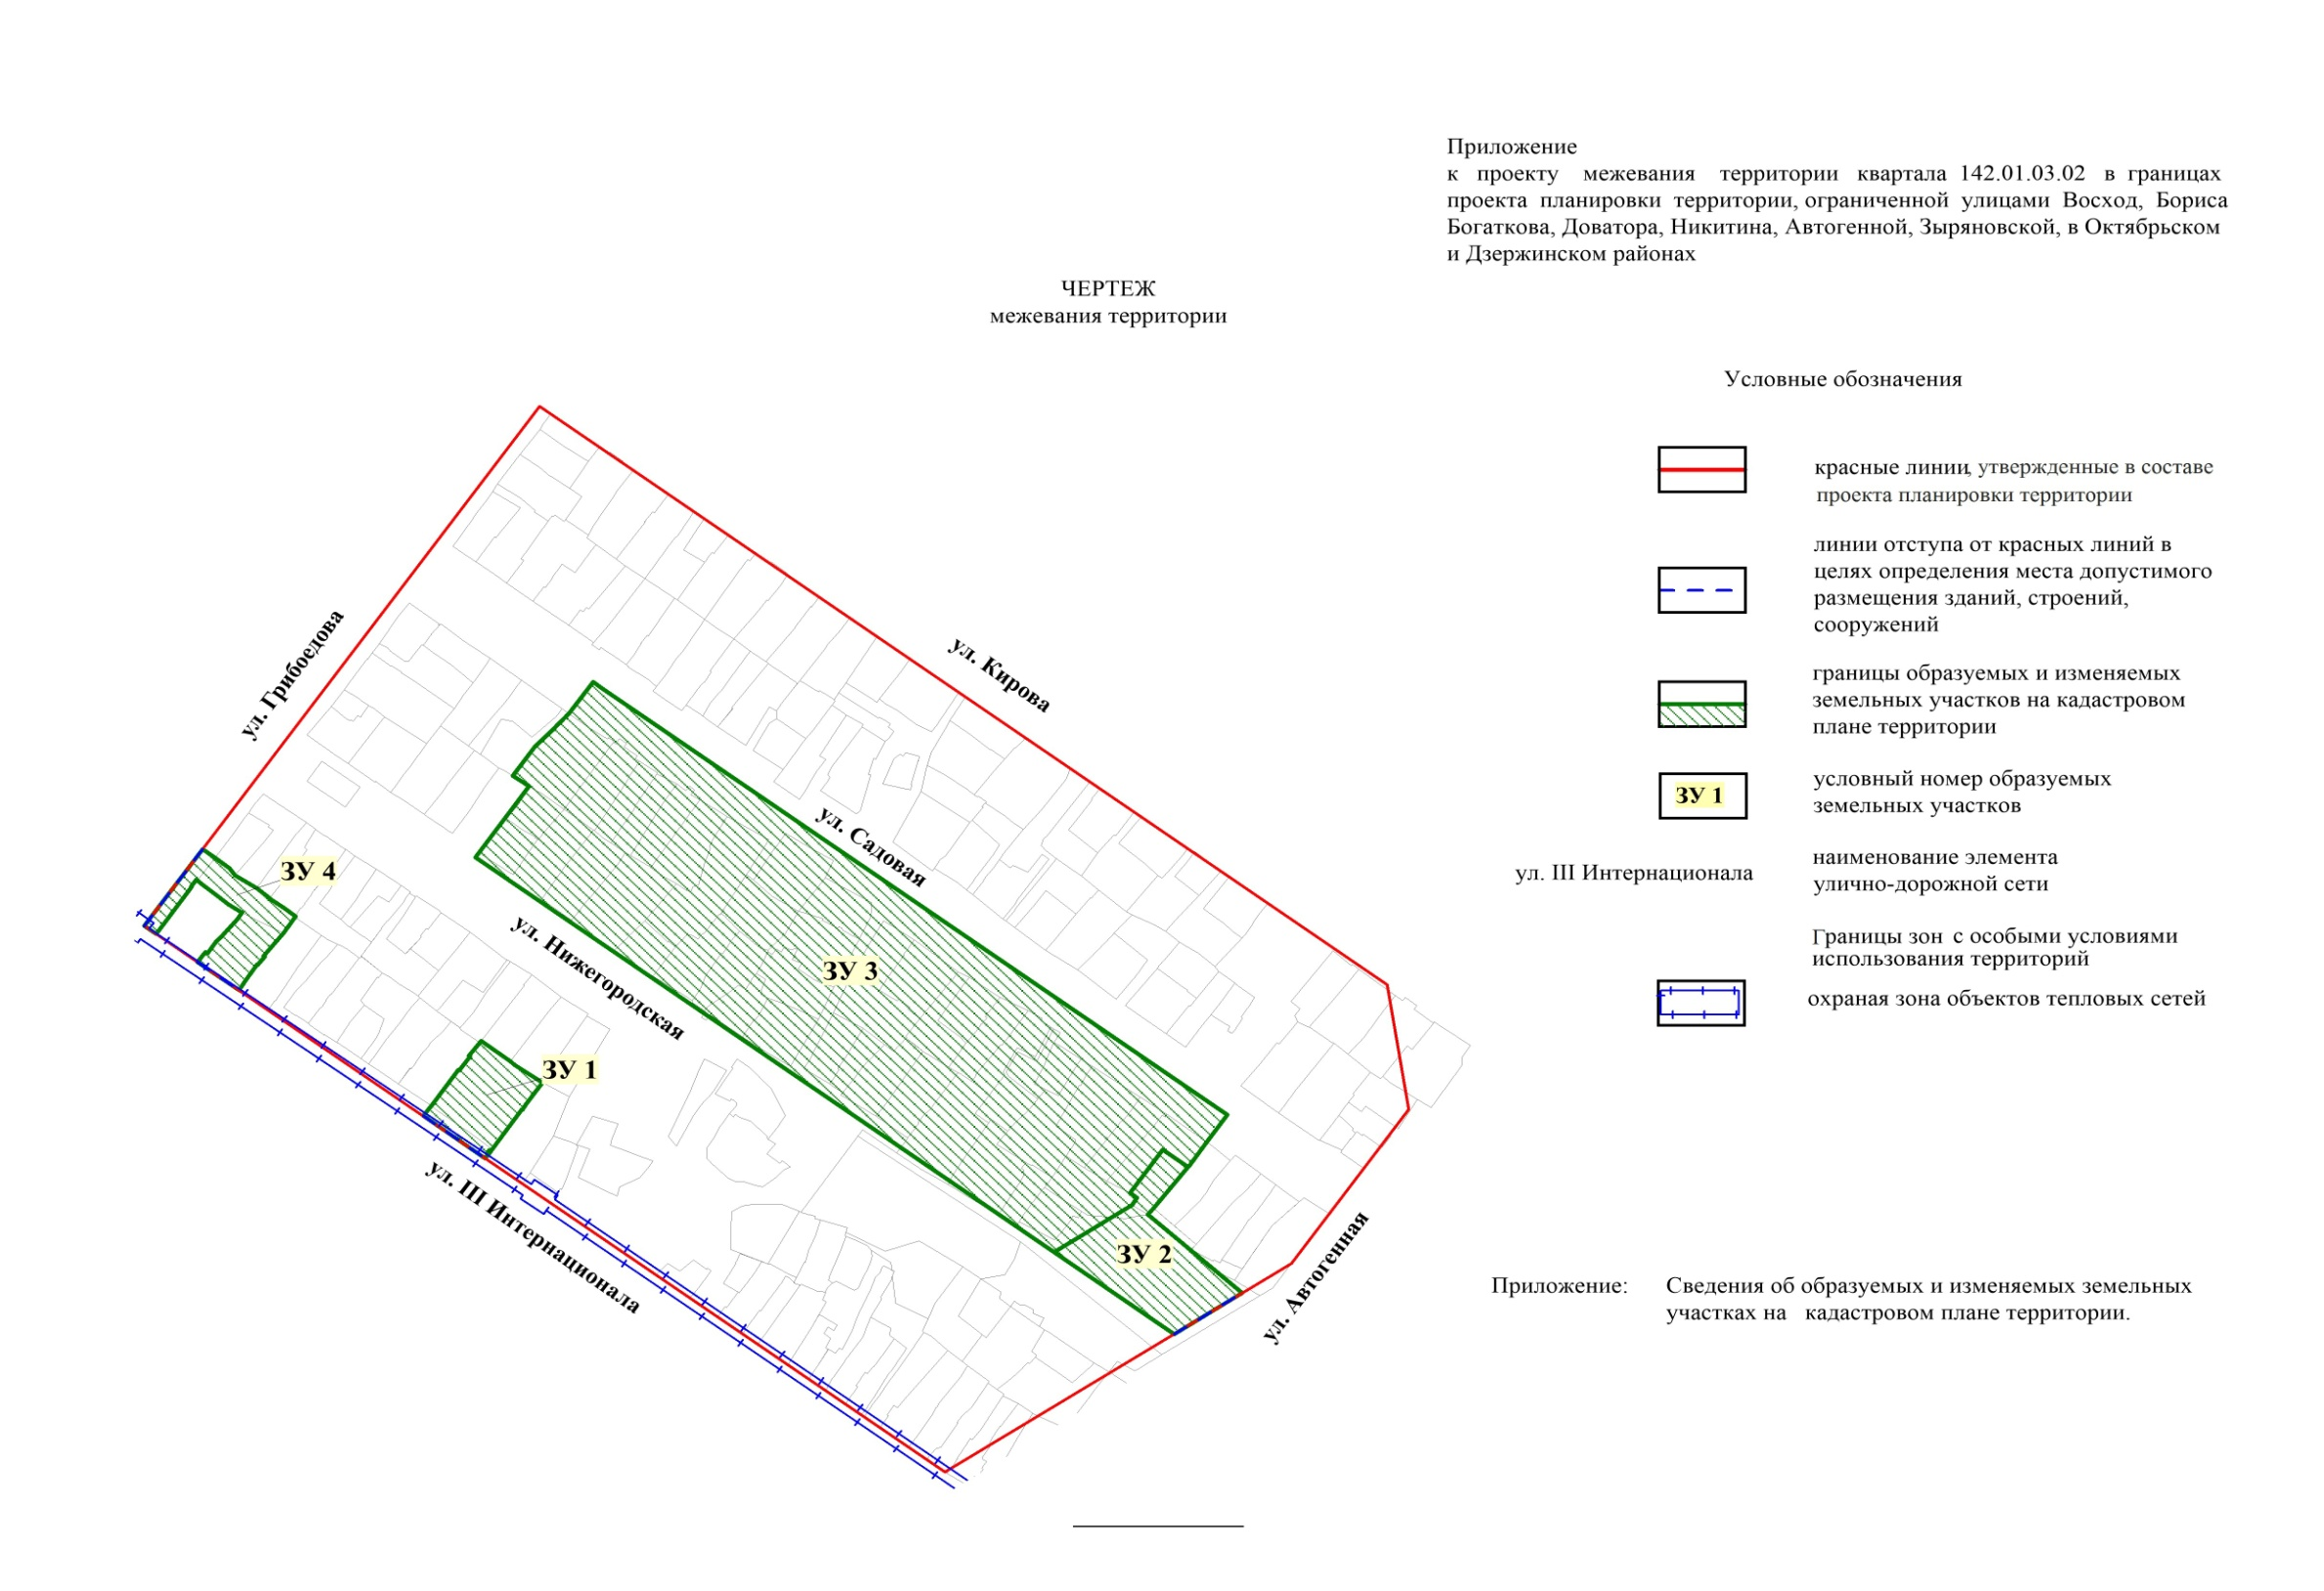 Приложение
к проекту межевания территории квартала 142.01.03.02 в границах
проекта планировки территории, ограниченной улицами Восход, Бориса
Богаткова, Доватора, Никитина, Автогенной, Зыряновской, в Октябрьском
и Дзержинском районах
ЧЕРТЕЖ
межевания территории
Условные обозначения
красные линии, утвержденные в составе
проекта планировки территории
линии отступа от красных линий в
целях определения места допустимого
размещения зданий, строений,
сооружений
границы образуемых и изменяемых
земельных участков на кадастровом
плане территории
ЗУ 1
условный номер образуемых
земельных участков
ул. III Интернационала
наименование элемента
улично-дорожной сети
Границы зон с особыми условиями
использования территорий
охраная зона объектов тепловых сетей
ул. Грибоедова
ул. Кирова
ул. Садовая
ЗУ 4
ул. Нижегородская
ЗУ 3
ЗУ 1
ул. III Интернационала
ЗУ 2
ул. Автогенная
Приложение: Сведения об образуемых и изменяемых земельных
участках на кадастровом плане территории.